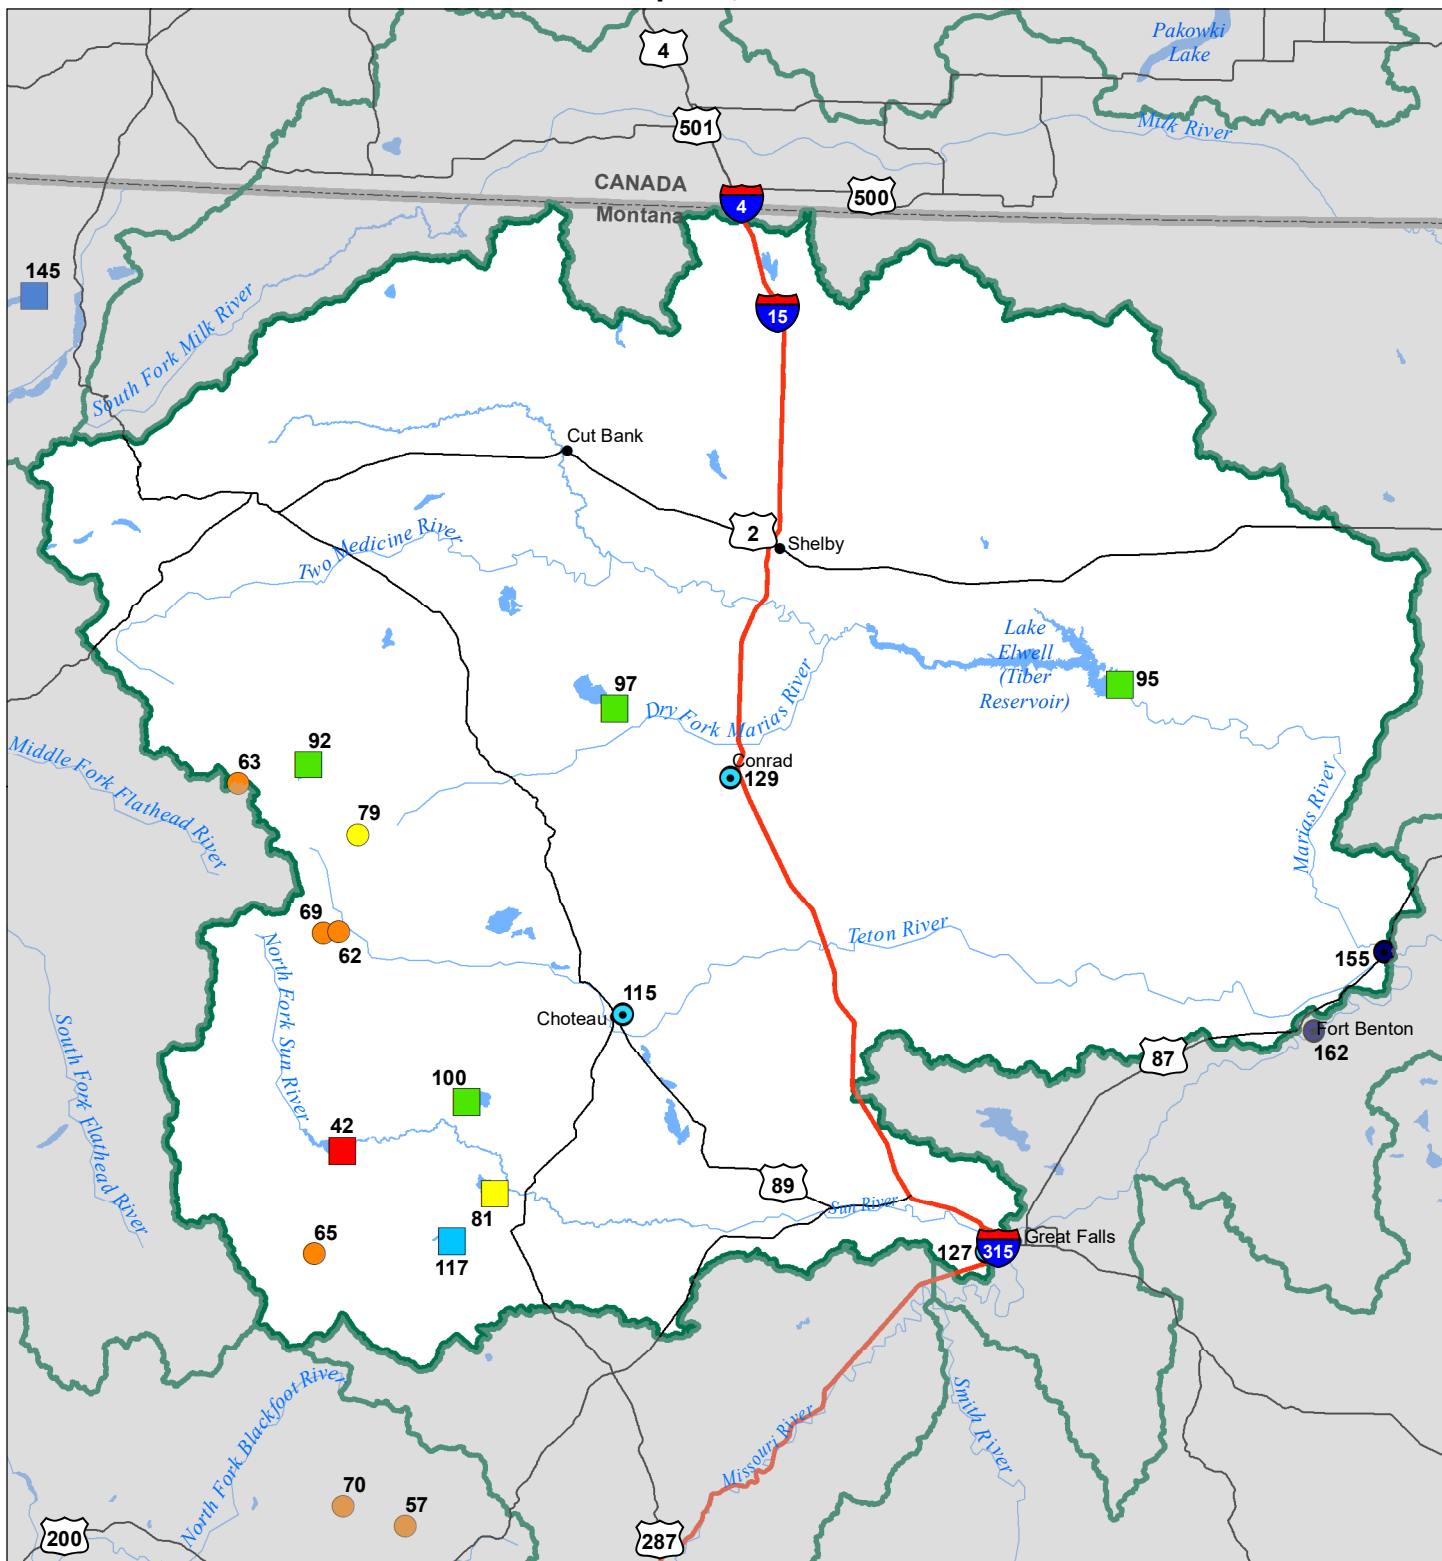 4
Pakowki
Lake
501
Milk River
CANADA
Montana
4
500
145
15
South Fork Milk River
Cut Bank
2
Shelby
Two Medicine River
Lake
Elwell
(Tiber
Reservoir)
95
97
Dry Fork Marias River
Middle Fork Flathead River
92
63
Conrad
129
79
Marias River
69
62
North Fork Sun River
Teton River
155
115
Choteau
South Fork Flathead River
Fort Benton
162
87
100
42
89
81
Sun River
65
117
127
315
Great Falls
North Fork Blackfoot River
Missouri River
Smith River
70
57
200
287